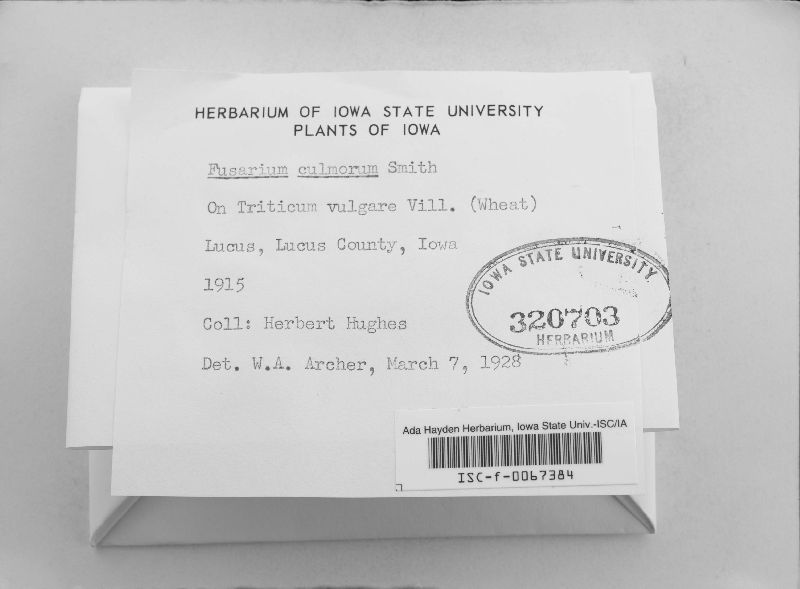 HERBARIUM OF IOWA STATE UNIVERSITY
PLANTS OF IOWA
Fusarium culmorum Smith
On Triticum vulgare Vill. (Wheat)
Lucus, Lucus County, Iowa
1915
Coll: Herbert Hughes
Det. W.A. Archer, March 7, 1928
IOWA STATE UNIVERSITY
320703
HERBARIUM
Ada Hayden Herbarium, Iowa State Univ.-ISC/IA
ISC-f-0067384